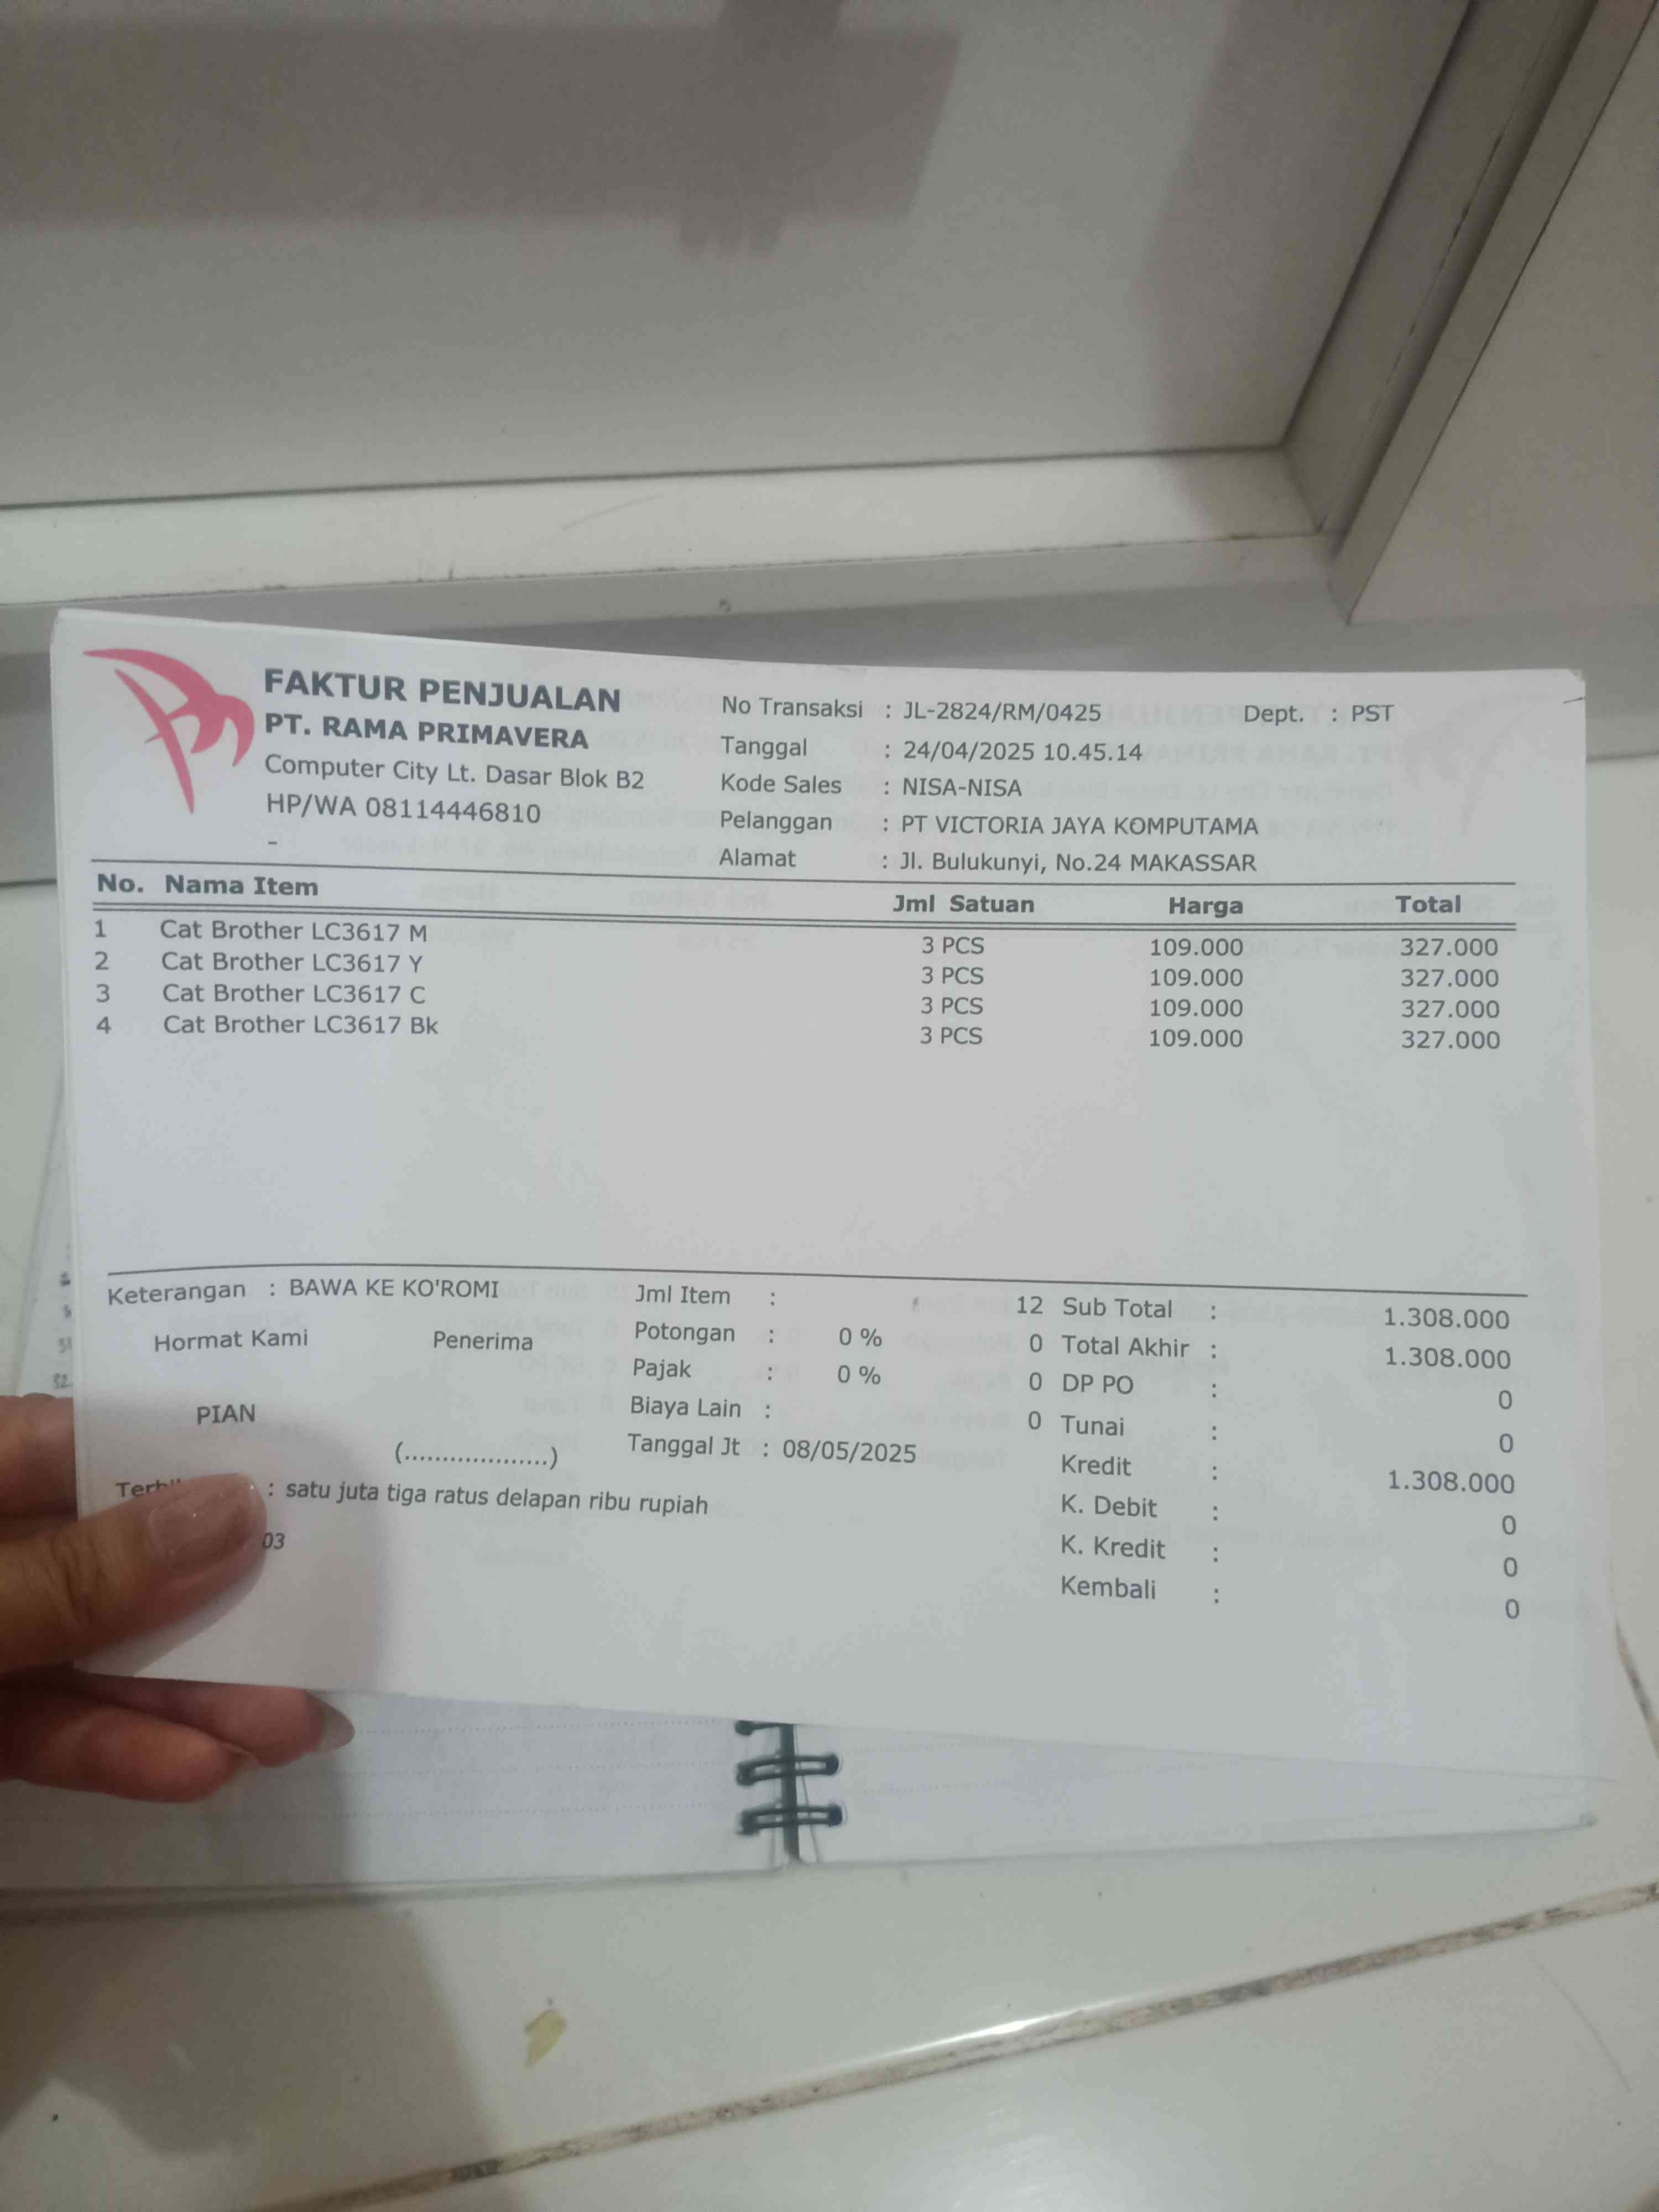 FAKTUR PENJUALAN
PT. RAMA PRIMAVERA
Computer City Lt. Dasar Blok B2
HP/WA 08114446810
-
No Transaksi : JL-2824/RM/0425 Dept. : PST
Tanggal : 24/04/2025 10.45.14
Kode Sales : NISA-NISA
Pelanggan : PT VICTORIA JAYA KOMPUTAMA
Alamat : Jl. Bulukunyi, No.24 MAKASSAR
No. Nama Item Jml Satuan Harga Total
1 Cat Brother LC3617 M 3 PCS 109.000 327.000
2 Cat Brother LC3617 Y 3 PCS 109.000 327.000
3 Cat Brother LC3617 C 3 PCS 109.000 327.000
4 Cat Brother LC3617 Bk 3 PCS 109.000 327.000
Keterangan : BAWA KE KO'ROMI
Hormat Kami Penerima
PIAN
(...................)
Jml Item : 12
Potongan : 0 % 0
Pajak : 0 % 0
Biaya Lain : 0
Tanggal Jt : 08/05/2025
Sub Total : 1.308.000
Total Akhir : 1.308.000
DP PO : 0
Tunai : 0
Kredit : 1.308.000
K. Debit : 0
K. Kredit : 0
Kembali : 0
: satu juta tiga ratus delapan ribu rupiah
03